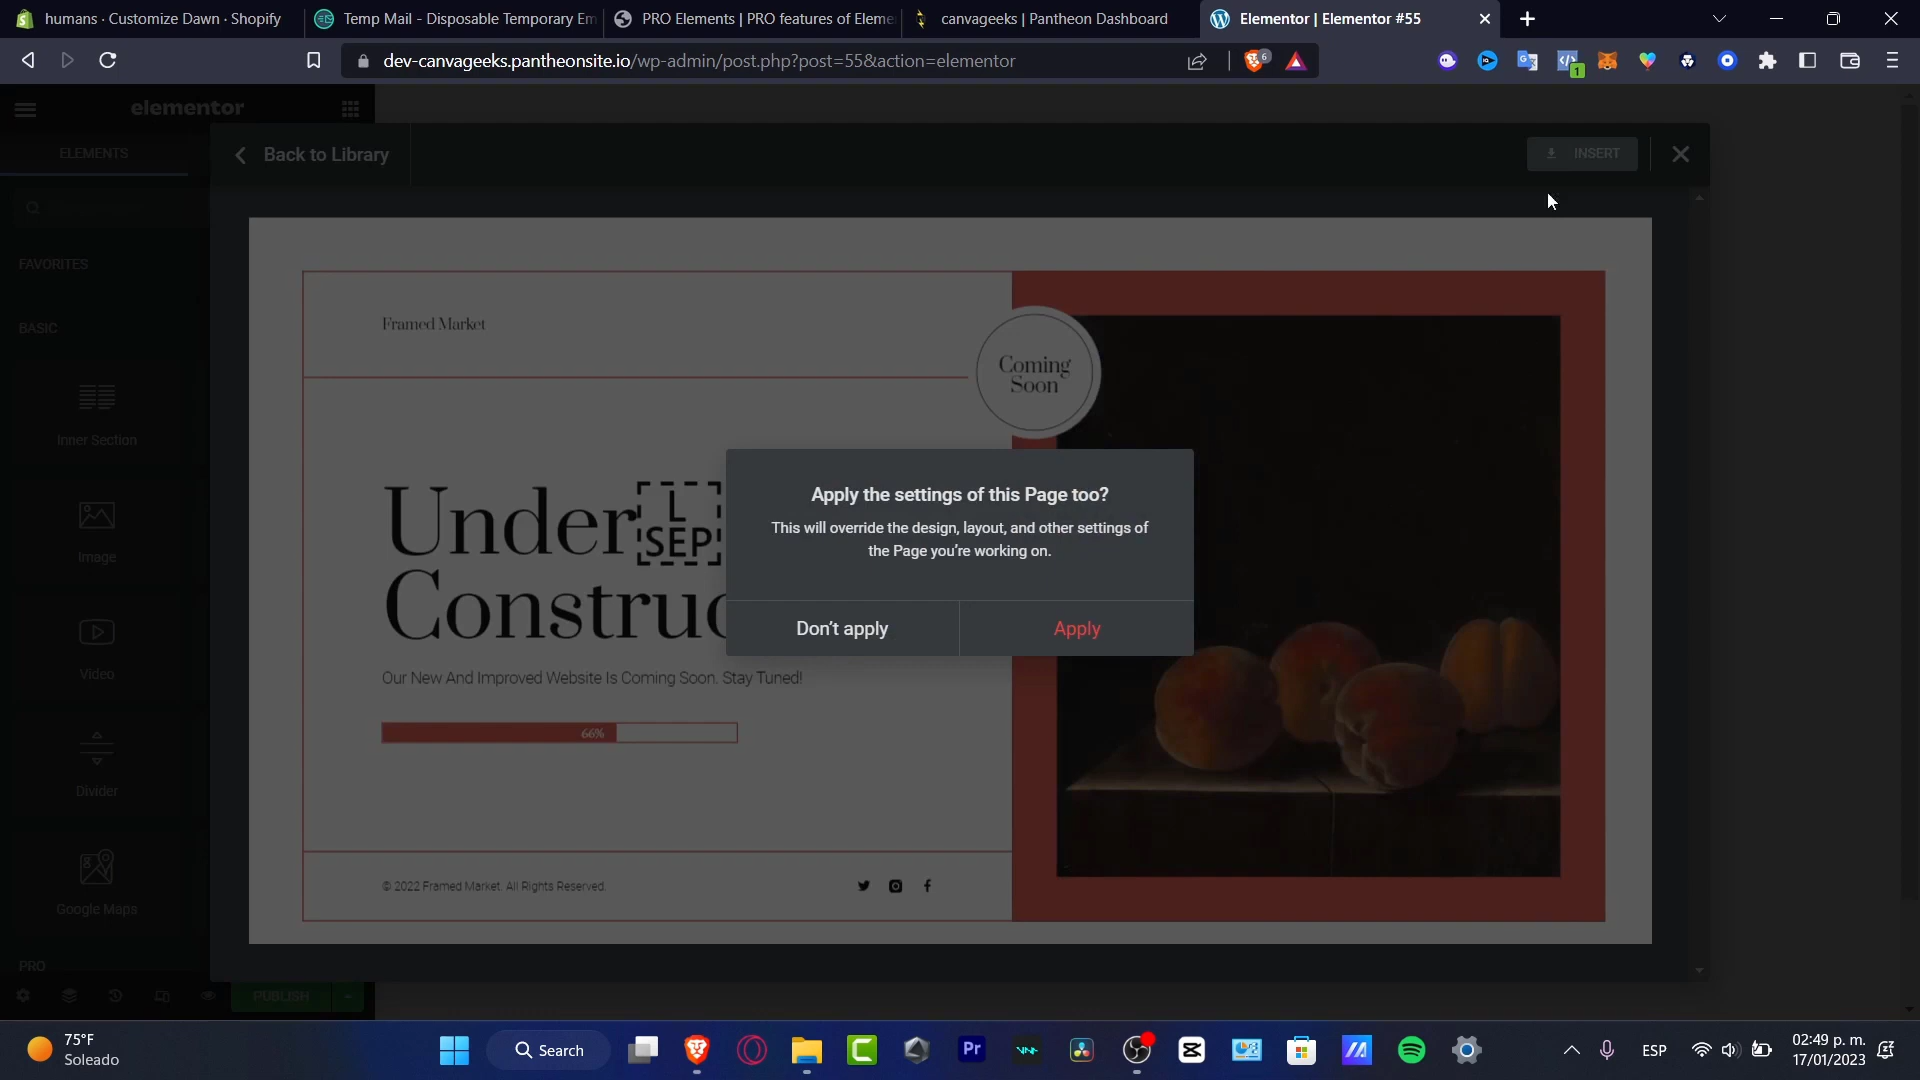 humans · Customize Dawn · Shopify
Temp Mail - Disposable Temporary Em
PRO Elements | PRO features of Eleme
canvageeks | Pantheon Dashboard
Elementor | Elementor #55
dev-canvageeks.pantheonsite.io/wp-admin/post.php?post=55&action=elementor
6
1
elementor
ELEMENTS
Back to Library
INSERT
FAVORITES
BASIC
Inner Section
Image
Video
Divider
Google Maps
PRO
PUBLISH
Framed Market
Coming
Soon
Under
L
SEP
Construc
Our New And Improved Website Is Coming Soon. Stay Tuned!
66%
© 2022 Framed Market. All Rights Reserved.
Apply the settings of this Page too?
This will override the design, layout, and other settings of
the Page you're working on.
Don't apply
Apply
75°F
Soleado
Search
Pr
ESP
02:49 p. m.
17/01/2023